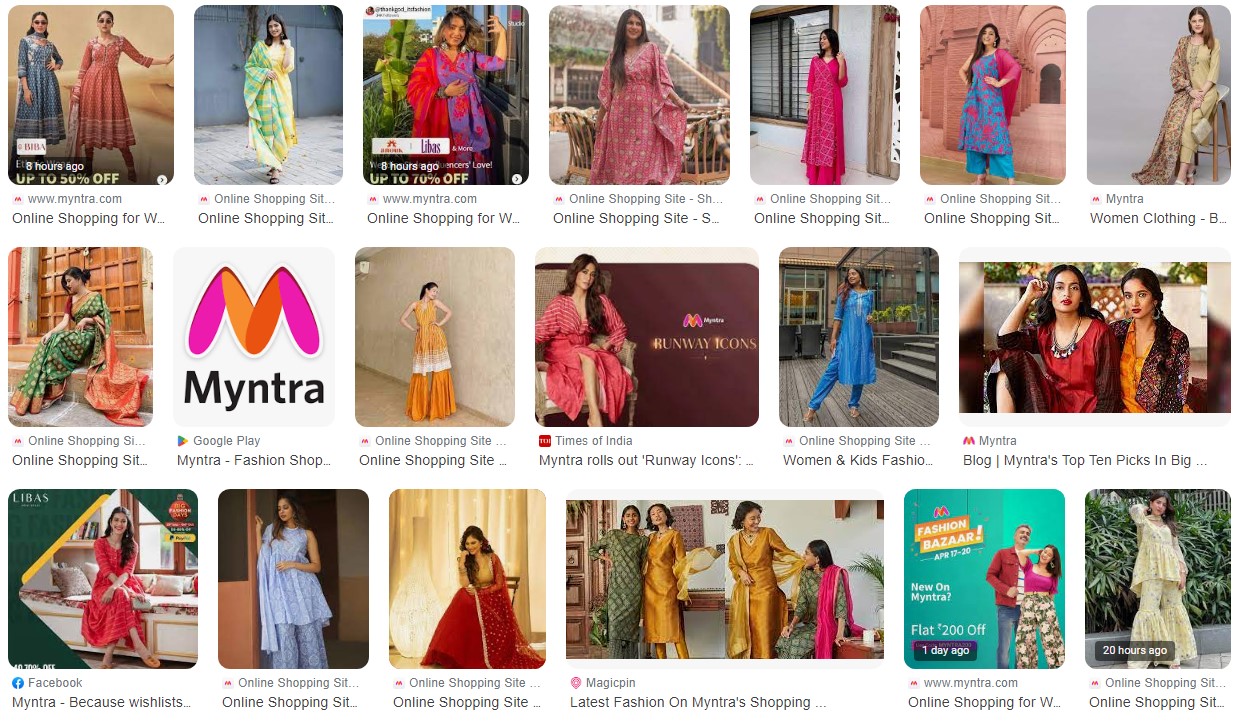 @thankgod_itzfashion
Studio
BIBA
8 hours ago
UP TO 50% OFF
Libas
& More
8 hours ago
encers' Love!
UP TO 70% OFF
www.myntra.com
Online Shopping Sit...
www.myntra.com
Online Shopping Site - Sh...
Online Shopping Sit...
Online Shopping Sit...
Myntra
Online Shopping for W...
Online Shopping Sit...
Online Shopping for W...
Online Shopping Site - S...
Online Shopping Sit...
Online Shopping Sit...
Women Clothing - B...
Myntra
Myntra
RUNWAY ICONS
Online Shopping Si...
Google Play
Online Shopping Site ...
TOI Times of India
Online Shopping Site ...
Myntra
Online Shopping Sit...
Myntra - Fashion Shop...
Online Shopping Site ...
Myntra rolls out 'Runway Icons': ...
Women & Kids Fashio...
Blog | Myntra's Top Ten Picks In Big ...
LIBAS
FASHION
DAYS
PayPal
40-70% OFF
FASHION
BAZAAR!
APR 17-20
New On
Myntra?
Flat ₹200 Off
1 day ago
20 hours ago
Facebook
Online Shopping Sit...
Online Shopping Site ...
Magicpin
www.myntra.com
Online Shopping Sit...
Myntra - Because wishlists...
Online Shopping Sit...
Online Shopping Site ...
Latest Fashion On Myntra's Shopping ...
Online Shopping for W...
Online Shopping Sit...